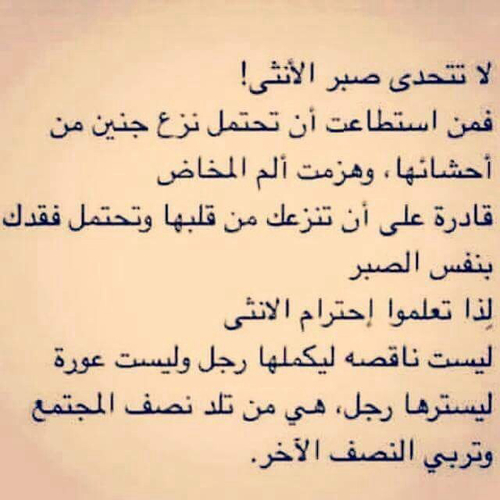 لا تتحدى صبر الأنثى!
فمن استطاعت أن تحتمل نزع جنين من
أحشائها، وهزمت ألم المخاض
قادرة على أن تنزعك من قلبها وتحتمل فقدك
بنفس الصبر
لِذا تعلموا إحترام الانثى
ليست ناقصه ليكملها رجل وليست عورة
ليسترها رجل، هي من تلد نصف المجتمع
وتربي النصف الآخر.